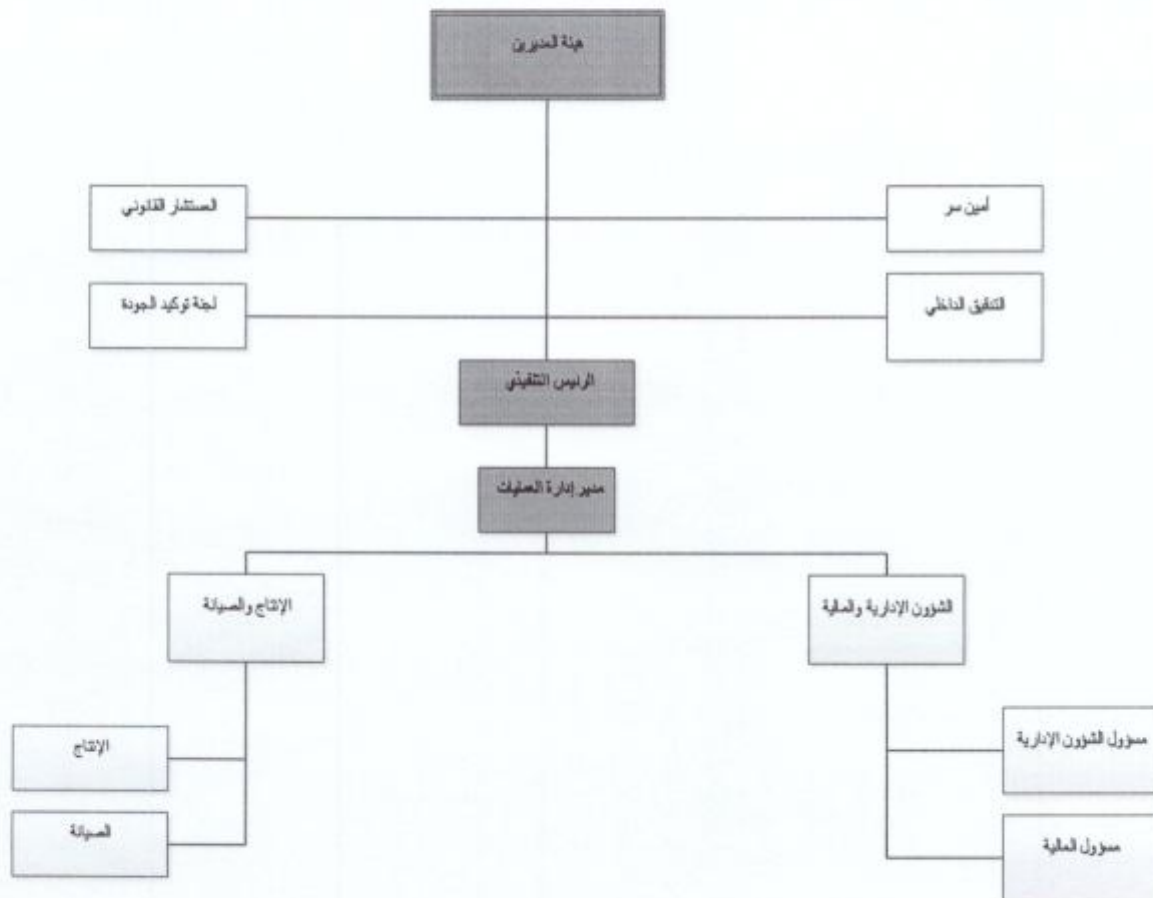 هيئة المديرين
أمين سر
المستشار القانوني
التدقيق الداخلي
لجنة توكيد الجودة
الرئيس التنفيذي
مدير إدارة العمليات
الشؤون الإدارية والمالية
الإنتاج والصيانة
مسؤول الشؤون الإدارية
الإنتاج
مسؤول المالية
الصيانة